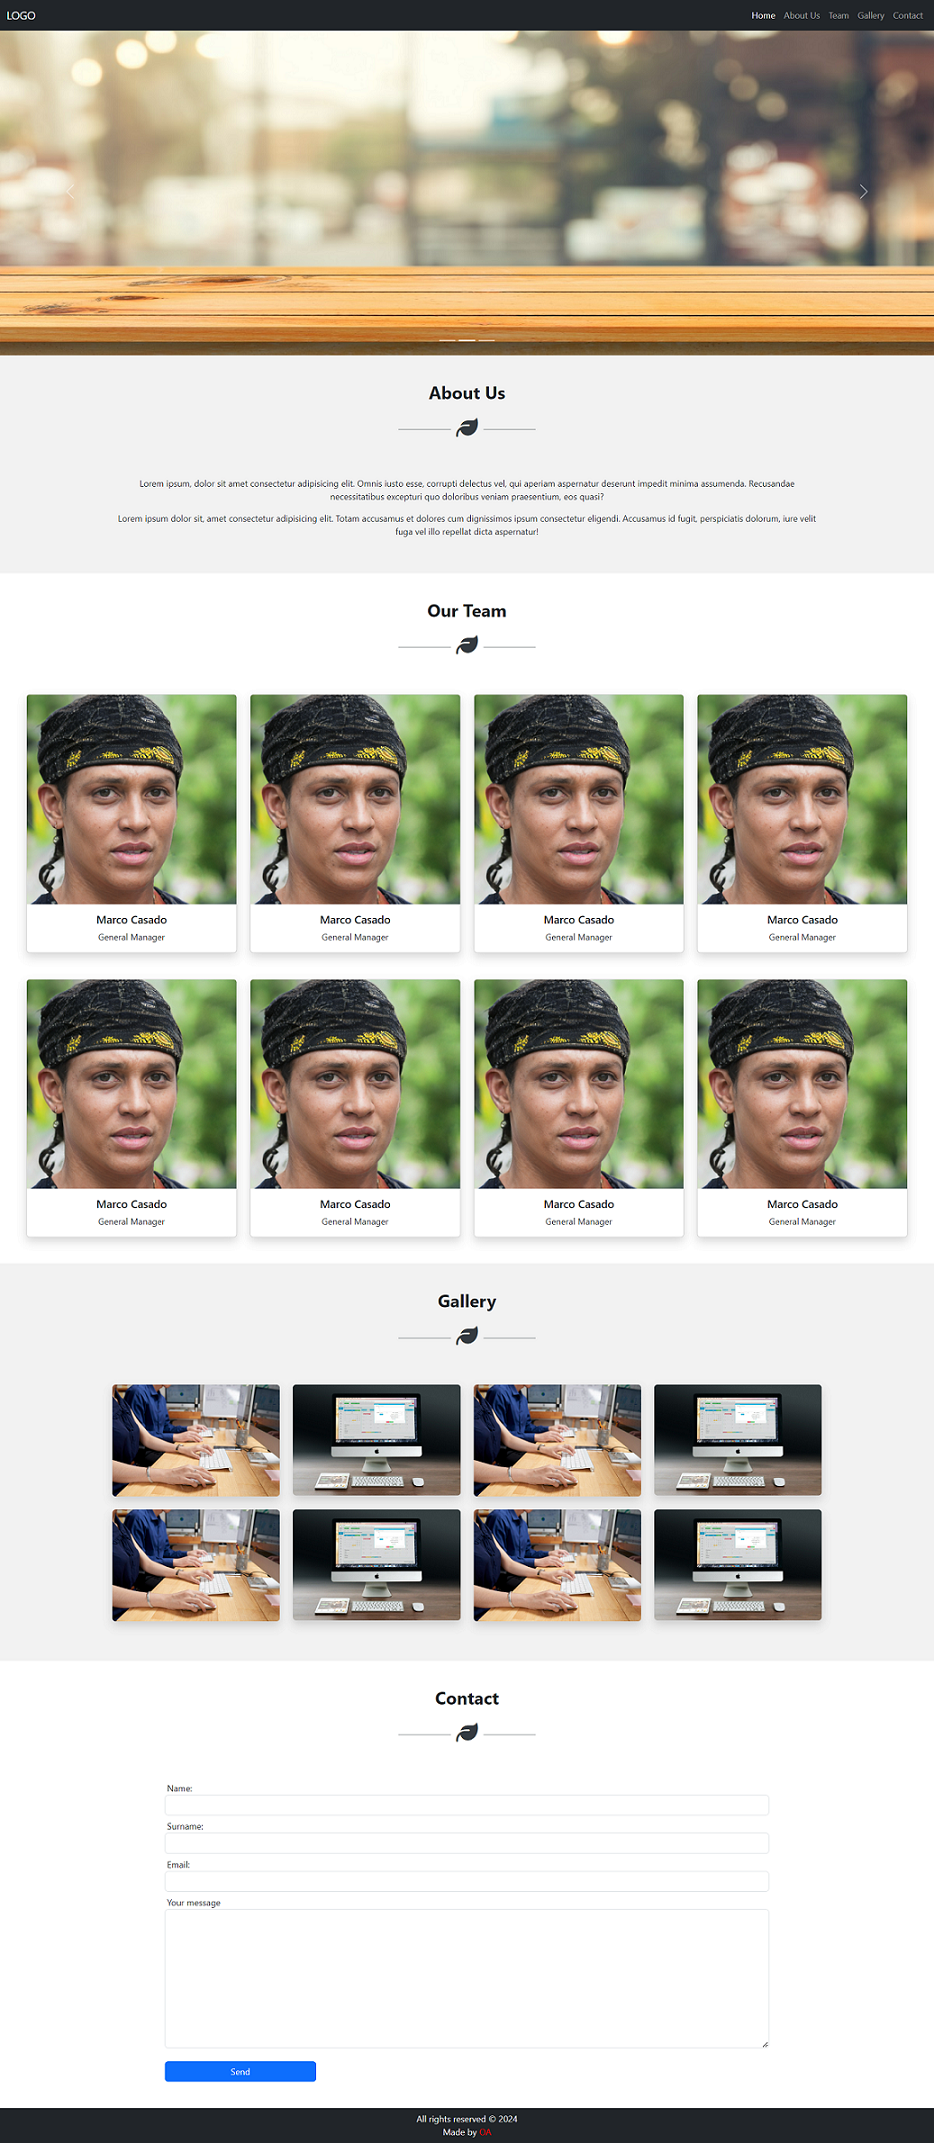 LOGO
Home About Us Team Gallery Contact
About Us
Lorem ipsum, dolor sit amet consectetur adipisicing elit. Omnis iusto esse, corrupti delectus vel, qui aperiam aspernatur deserunt impedit minima assumenda. Recusandae
necessitatibus excepturi quo doloribus veniam praesentium, eos quasi?
Lorem ipsum dolor sit, amet consectetur adipisicing elit. Totam accusamus et dolores cum dignissimos ipsum consectetur eligendi. Accusamus id fugit, perspiciatis dolorum, iure velit
fuga vel illo repellat dicta aspernatur!
Our Team
Marco Casado Marco Casado Marco Casado Marco Casado
General Manager General Manager General Manager General Manager
Marco Casado Marco Casado Marco Casado Marco Casado
General Manager General Manager General Manager General Manager
Gallery
Contact
Name:
Surname:
Email:
Your message
Send
All rights reserved © 2024
Made by OA